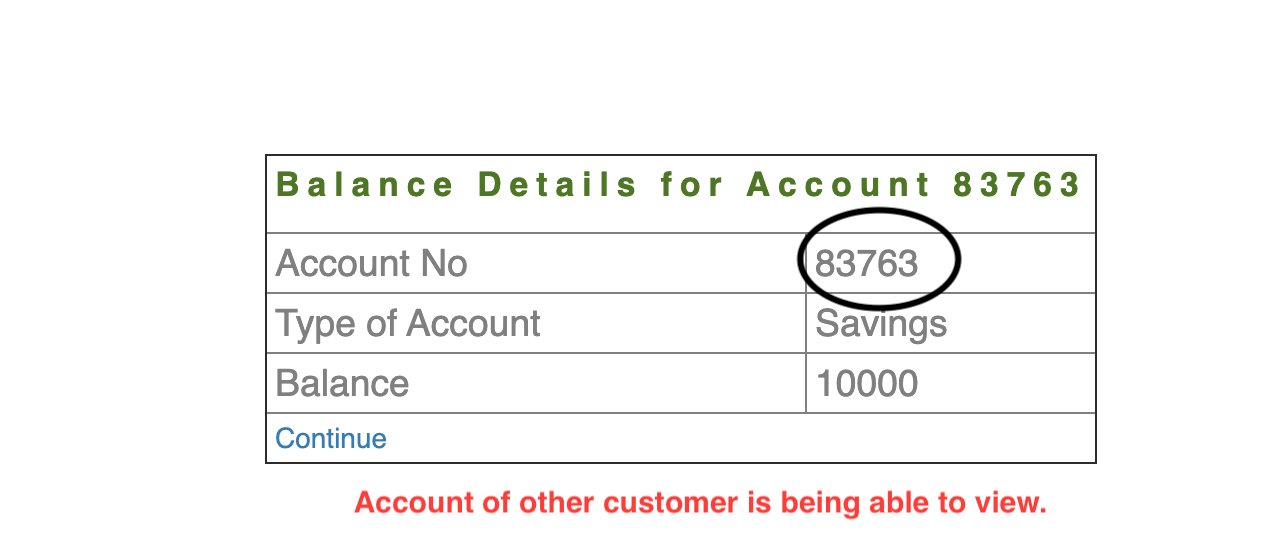 Balance Details for Account 83763
Account No 83763
Type of Account Savings
Balance 10000
Continue
Account of other customer is being able to view.